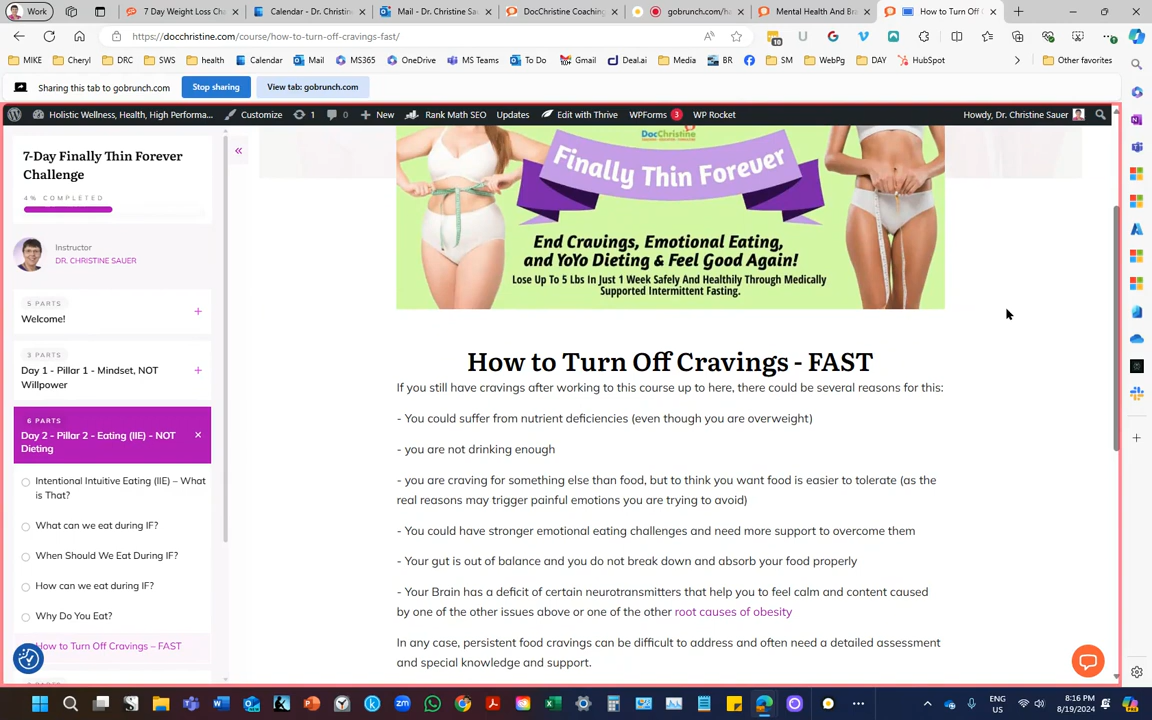 Work
7 Day Weight Loss Cha
Calendar - Dr. Christine
Mail - Dr. Christine Sau
DocChristine Coaching
gobrunch.com/ha
Mental Health And Br
How to Turn Off
https://docchristine.com/course/how-to-turn-off-cravings-fast/
10
MIKE
Cheryl
DRC
SWS
health
Calendar
Mail
MS365
OneDrive
MS Teams
To Do
Gmail
Deal.ai
Media
BR
SM
WebPg
DAY
HubSpot
Other favorites
Sharing this tab to gobrunch.com
Stop sharing
View tab: gobrunch.com
Holistic Wellness, Health, High Performa...
Customize
1
New
Rank Math SEO
Updates
Edit with Thrive
WPForms 3
WP Rocket
Howdy, Dr. Christine Sauer
7-Day Finally Thin Forever
Challenge
4% COMPLETED
Instructor
DR. CHRISTINE SAUER
5 PARTS
Welcome!
3 PARTS
Day 1 - Pillar 1 - Mindset, NOT
Willpower
6 PARTS
Day 2 - Pillar 2 - Eating (IIE) - NOT
Dieting
Intentional Intuitive Eating (IIE) – What
is That?
What can we eat during IF?
When Should We Eat During IF?
How can we eat during IF?
Why Do You Eat?
How to Turn Off Cravings – FAST
DocChristine
Finally Thin Forever
End Cravings, Emotional Eating,
and YoYo Dieting & Feel Good Again!
Lose Up To 5 Lbs In Just 1 Week Safely And Healthily Through Medically
Supported Intermittent Fasting.
How to Turn Off Cravings - FAST
If you still have cravings after working to this course up to here, there could be several reasons for this:
- You could suffer from nutrient deficiencies (even though you are overweight)
- you are not drinking enough
- you are craving for something else than food, but to think you want food is easier to tolerate (as the
real reasons may trigger painful emotions you are trying to avoid)
- You could have stronger emotional eating challenges and need more support to overcome them
- Your gut is out of balance and you do not break down and absorb your food properly
- Your Brain has a deficit of certain neurotransmitters that help you to feel calm and content caused
by one of the other issues above or one of the other root causes of obesity
In any case, persistent food cravings can be difficult to address and often need a detailed assessment
and special knowledge and support.
ENG
US
8:16 PM
8/19/2024